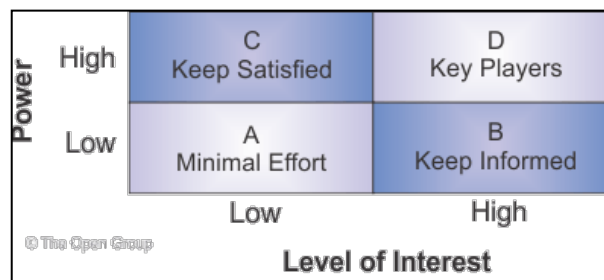 Power
High
C
Keep Satisfied
D
Key Players
Low
A
Minimal Effort
B
Keep Informed
Low
High
© The Open Group
Level of Interest